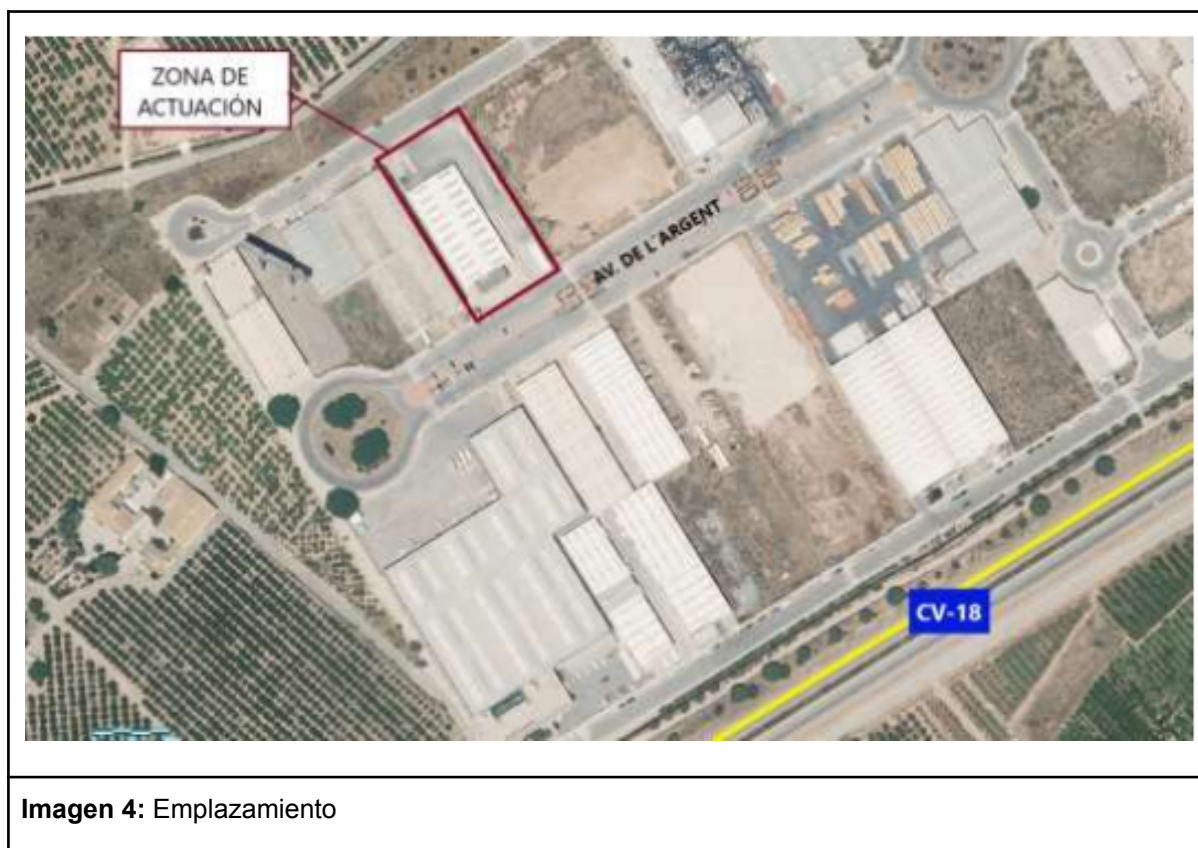 ZONA DE
ACTUACIÓN
AV. DE L'ARGENT
CV-18
Imagen 4: Emplazamiento